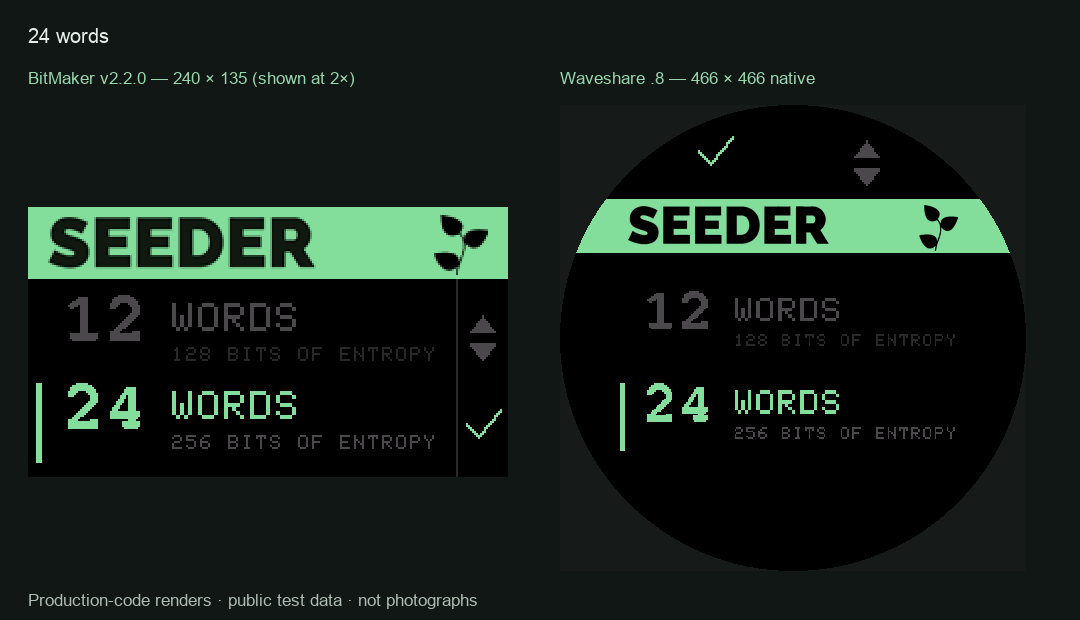 24 words
BitMaker v2.2.0 — 240 × 135 (shown at 2×)
SEEDER
12 WORDS
128 BITS OF ENTROPY
24 WORDS
256 BITS OF ENTROPY
Waveshare .8 — 466 × 466 native
SEEDER
12 WORDS
128 BITS OF ENTROPY
24 WORDS
256 BITS OF ENTROPY
Production-code renders · public test data · not photographs